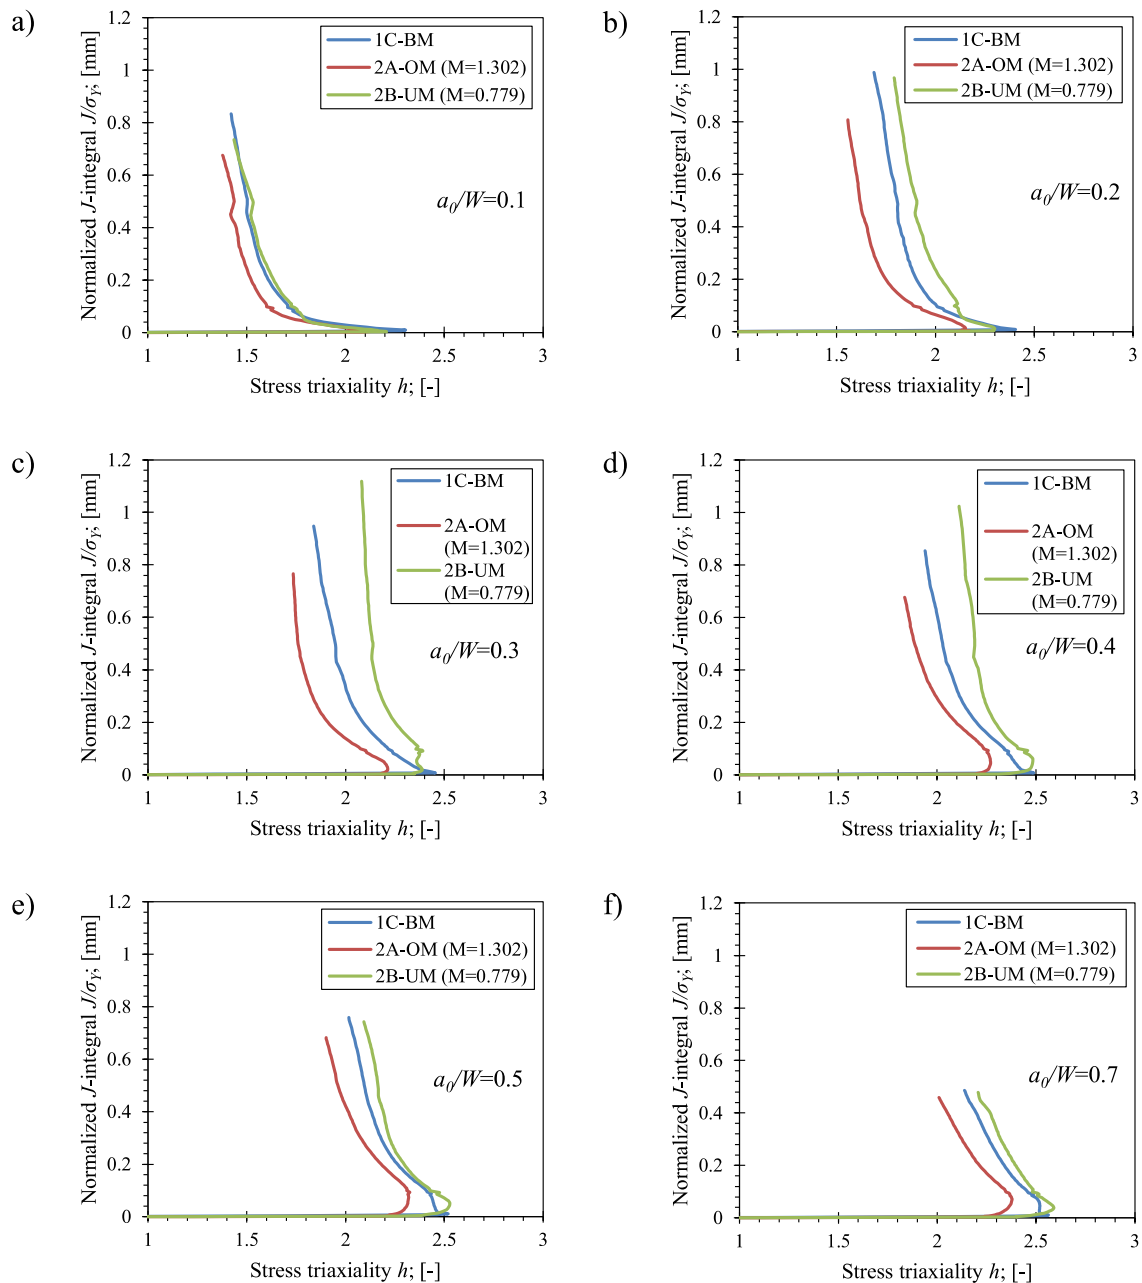 a)
1.2
1
0.8
0.6
0.4
0.2
0
1
1.5
2
2.5
3
Normalized J-integral J/σY; [mm]
Stress triaxiality h; [-]
1C-BM
2A-OM (M=1.302)
2B-UM (M=0.779)
a0/W=0.1
b)
1.2
1
0.8
0.6
0.4
0.2
0
1
1.5
2
2.5
3
Normalized J-integral J/σY; [mm]
Stress triaxiality h; [-]
1C-BM
2A-OM (M=1.302)
2B-UM (M=0.779)
a0/W=0.2
c)
1.2
1
0.8
0.6
0.4
0.2
0
1
1.5
2
2.5
3
Normalized J-integral J/σY; [mm]
Stress triaxiality h; [-]
1C-BM
2A-OM
(M=1.302)
2B-UM
(M=0.779)
a0/W=0.3
d)
1.2
1
0.8
0.6
0.4
0.2
0
1
1.5
2
2.5
3
Normalized J-integral J/σY; [mm]
Stress triaxiality h; [-]
1C-BM
2A-OM
(M=1.302)
2B-UM
(M=0.779)
a0/W=0.4
e)
1.2
1
0.8
0.6
0.4
0.2
0
1
1.5
2
2.5
3
Normalized J-integral J/σY; [mm]
Stress triaxiality h; [-]
1C-BM
2A-OM (M=1.302)
2B-UM (M=0.779)
a0/W=0.5
f)
1.2
1
0.8
0.6
0.4
0.2
0
1
1.5
2
2.5
3
Normalized J-integral J/σY; [mm]
Stress triaxiality h; [-]
1C-BM
2A-OM (M=1.302)
2B-UM (M=0.779)
a0/W=0.7